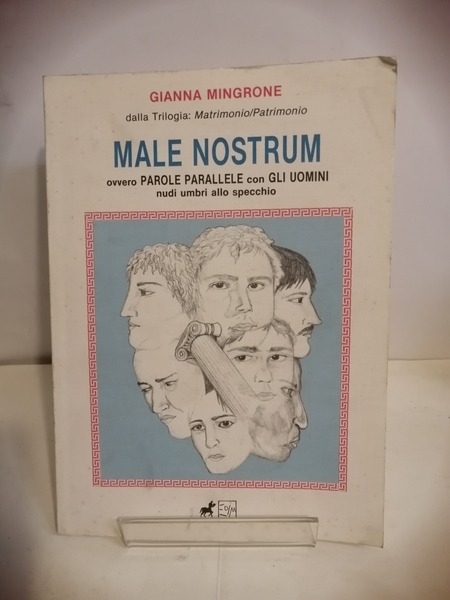 GIANNA MINGRONE
dalla Trilogia: Matrimonio/Patrimonio
MALE NOSTRUM
ovvero PAROLE PARALLELE con GLI UOMINI
nudi umbri allo specchio